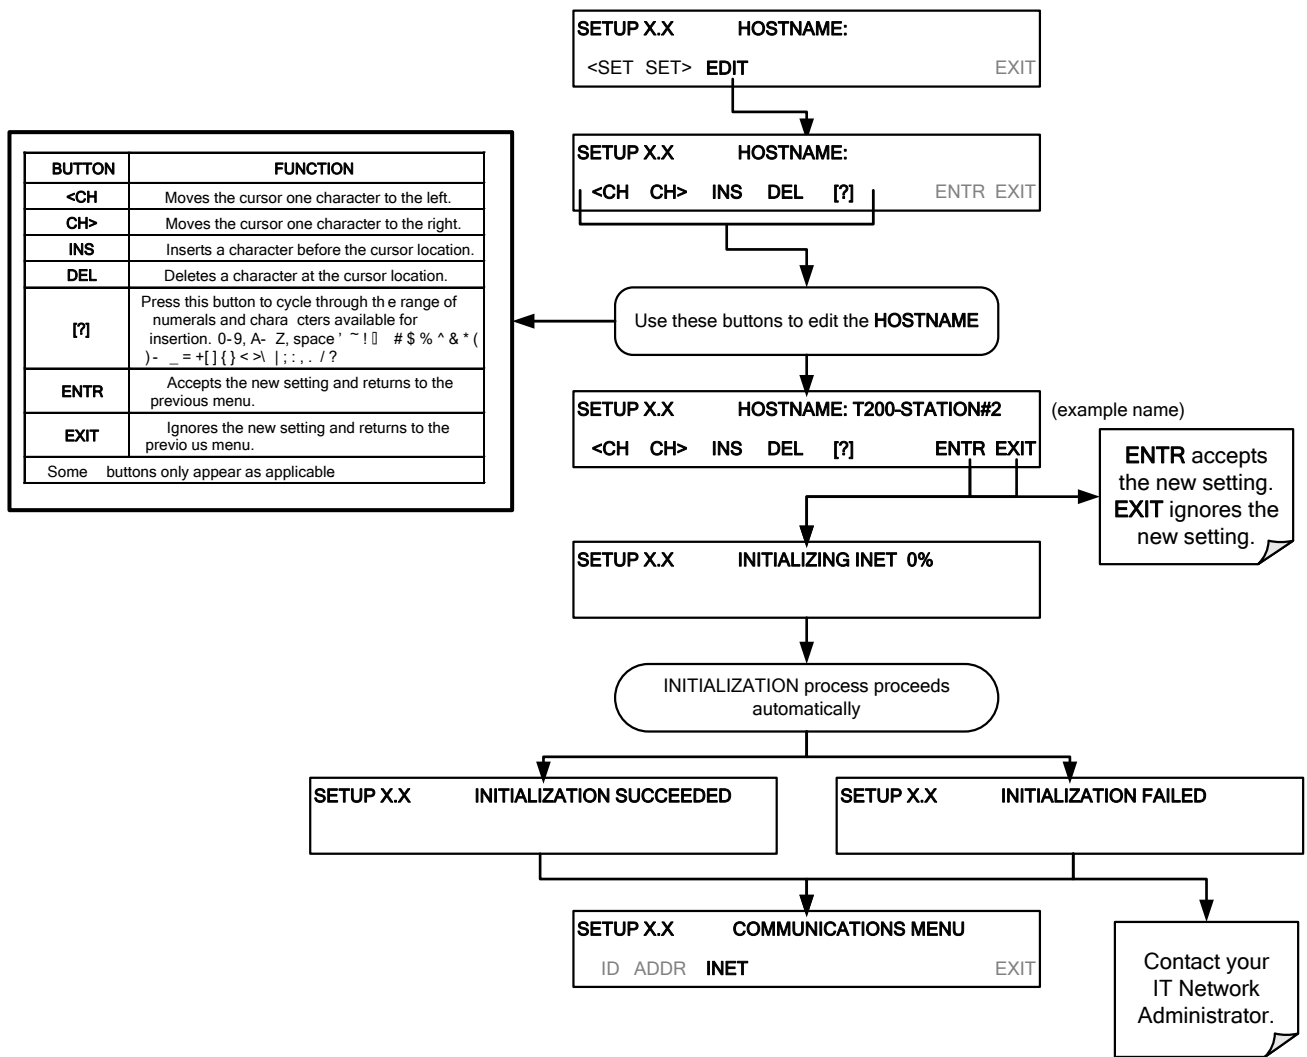 SETUP X.X HOSTNAME:
<SET SET> EDIT EXIT
SETUP X.X HOSTNAME:
<CH CH> INS DEL [?] ENTR EXIT
BUTTON FUNCTION
<CH Moves the cursor one character to the left.
CH> Moves the cursor one character to the right.
INS Inserts a character before the cursor location.
DEL Deletes a character at the cursor location.
[?] Press this button to cycle through th e range of
numerals and chara cters available for
insertion. 0-9, A- Z, space ' ~ ! ▯ # $ % ^ & * (
) - _ = +[ ] { } < >\ | ; : , . / ?
ENTR Accepts the new setting and returns to the
previous menu.
EXIT Ignores the new setting and returns to the
previo us menu.
Some buttons only appear as applicable
Use these buttons to edit the HOSTNAME
SETUP X.X HOSTNAME: T200-STATION#2
(example name)
<CH CH> INS DEL [?] ENTR EXIT
ENTR accepts
the new setting.
EXIT ignores the
new setting.
SETUP X.X INITIALIZING INET 0%
INITIALIZATION process proceeds
automatically
SETUP X.X INITIALIZATION SUCCEEDED
SETUP X.X INITIALIZATION FAILED
SETUP X.X COMMUNICATIONS MENU
ID ADDR INET EXIT
Contact your
IT Network
Administrator.